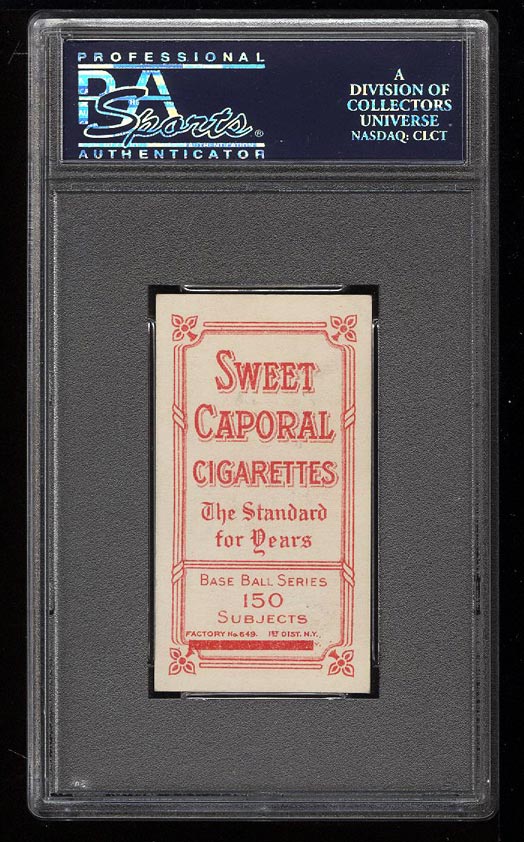 PROFESSIONAL
PSA
Sports®
AUTHENTICATOR
A
DIVISION OF
COLLECTORS
UNIVERSE
NASDAQ: CLCT
SWEET
CAPORAL
CIGARETTES
The Standard
for Years
BASE BALL SERIES
150
SUBJECTS
FACTORY No. 649. 1ST DIST. N.Y.